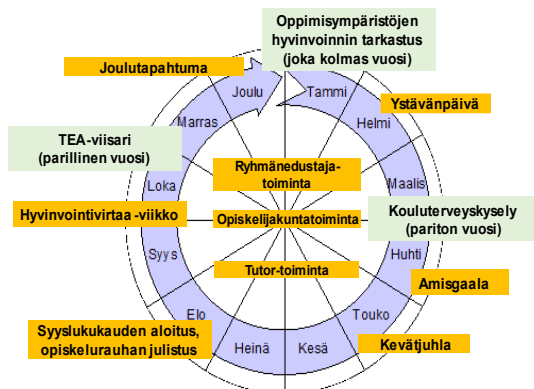 Oppimisympäristöjen
hyvinvoinnin tarkastus
(joka kolmas vuosi)
Joulutapahtuma
Joulu
Tammi
Ystävänpäivä
Marras
Helmi
TEA-viisari
(parillinen vuosi)
Ryhmänedustaja-
toiminta
Loka
Maalis
Hyvinvointivirtaa -viikko
Opiskelijakuntatoiminta
Kouluterveyskysely
(pariton vuosi)
Syys
Huhti
Tutor-toiminta
Amisgaala
Elo
Touko
Syyslukukauden aloitus,
opiskelurauhan julistus
Heinä
Kesä
Kevätjuhla